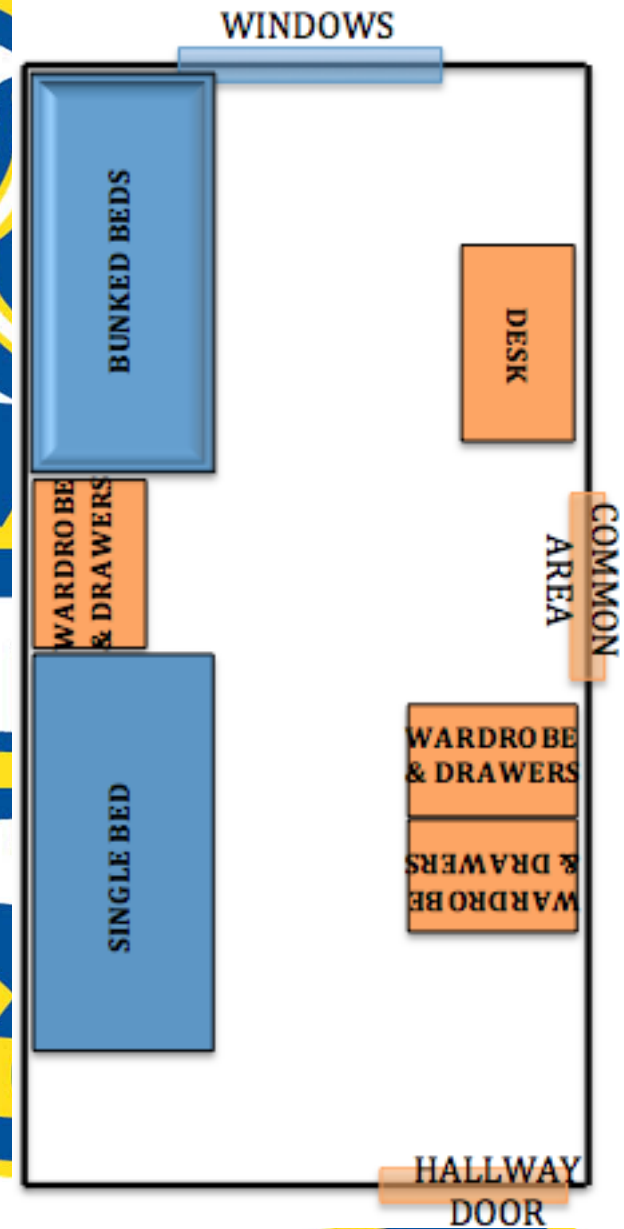 WINDOWS
BUNKED BEDS
DESK
WARDROBE
& DRAWERS
COMMON
AREA
WARDROBE
& DRAWERS
WARDROBE
& DRAWERS
SINGLE BED
HALLWAY
DOOR